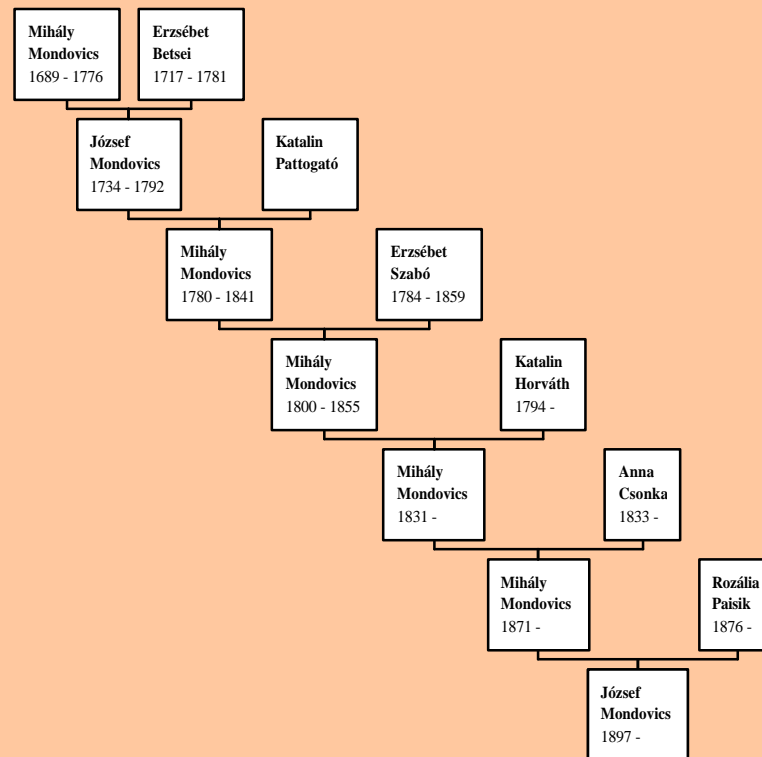 Mihály
Mondovics
1689 - 1776
Erzsébet
Betsei
1717 - 1781
József
Mondovics
1734 - 1792
Katalin
Pattogató
Mihály
Mondovics
1780 - 1841
Erzsébet
Szabó
1784 - 1859
Mihály
Mondovics
1800 - 1855
Katalin
Horváth
1794 -
Mihály
Mondovics
1831 -
Anna
Csonka
1833 -
Mihály
Mondovics
1871 -
Rozália
Paisik
1876 -
József
Mondovics
1897 -